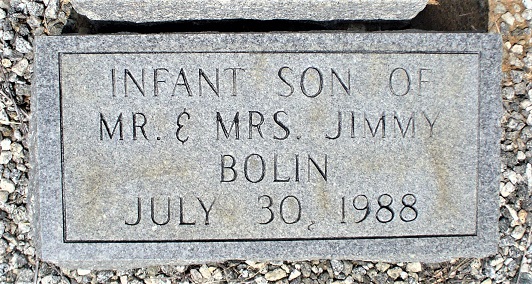 INFANT SON OF
MR. & MRS. JIMMY
BOLIN
JULY 30, 1988